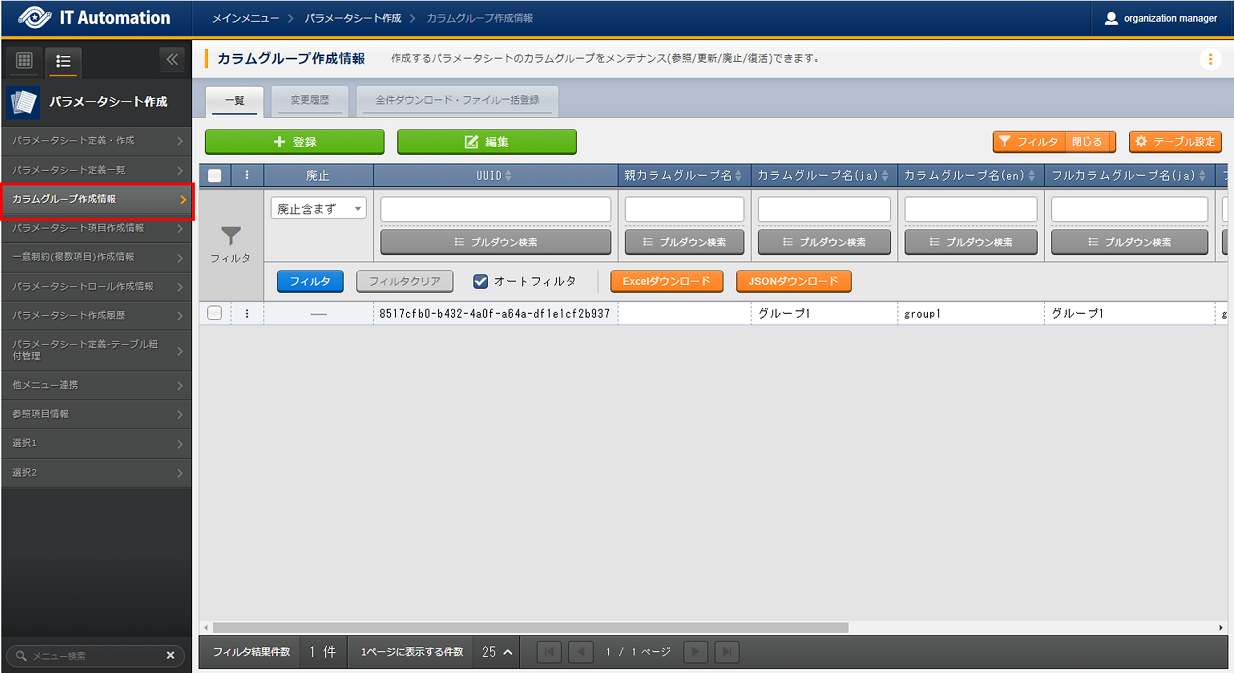 IT Automation
メインメニュー
パラメータシート作成
カラムグループ作成情報
organization manager
パラメータシート作成
パラメータシート定義・作成
パラメータシート定義一覧
カラムグループ作成情報
パラメータシート項目作成情報
一意制約(複数項目)作成情報
パラメータシートロール作成情報
パラメータシート作成履歴
パラメータシート定義-テーブル紐
付管理
他メニュー連携
参照項目情報
選択1
選択2
メニュー検索
カラムグループ作成情報 作成するパラメータシートのカラムグループをメンテナンス(参照/更新/廃止/復活)できます。
一覧 変更履歴 全件ダウンロード・ファイル一括登録
登録 編集 フィルタ 閉じる テーブル設定
廃止 UUID 親カラムグループ名 カラムグループ名(ja) カラムグループ名(en) フルカラムグループ名(ja)
フィルタ
廃止含まず
プルダウン検索 プルダウン検索 プルダウン検索 プルダウン検索 プルダウン検索
フィルタ フィルタクリア オートフィルタ Excelダウンロード JSONダウンロード
— 8517cfb0-b432-4a0f-a64a-df1e1cf2b937 グループ1 group1 グループ1
フィルタ結果件数 1 件 1ページに表示する件数 25 1 / 1 ページ